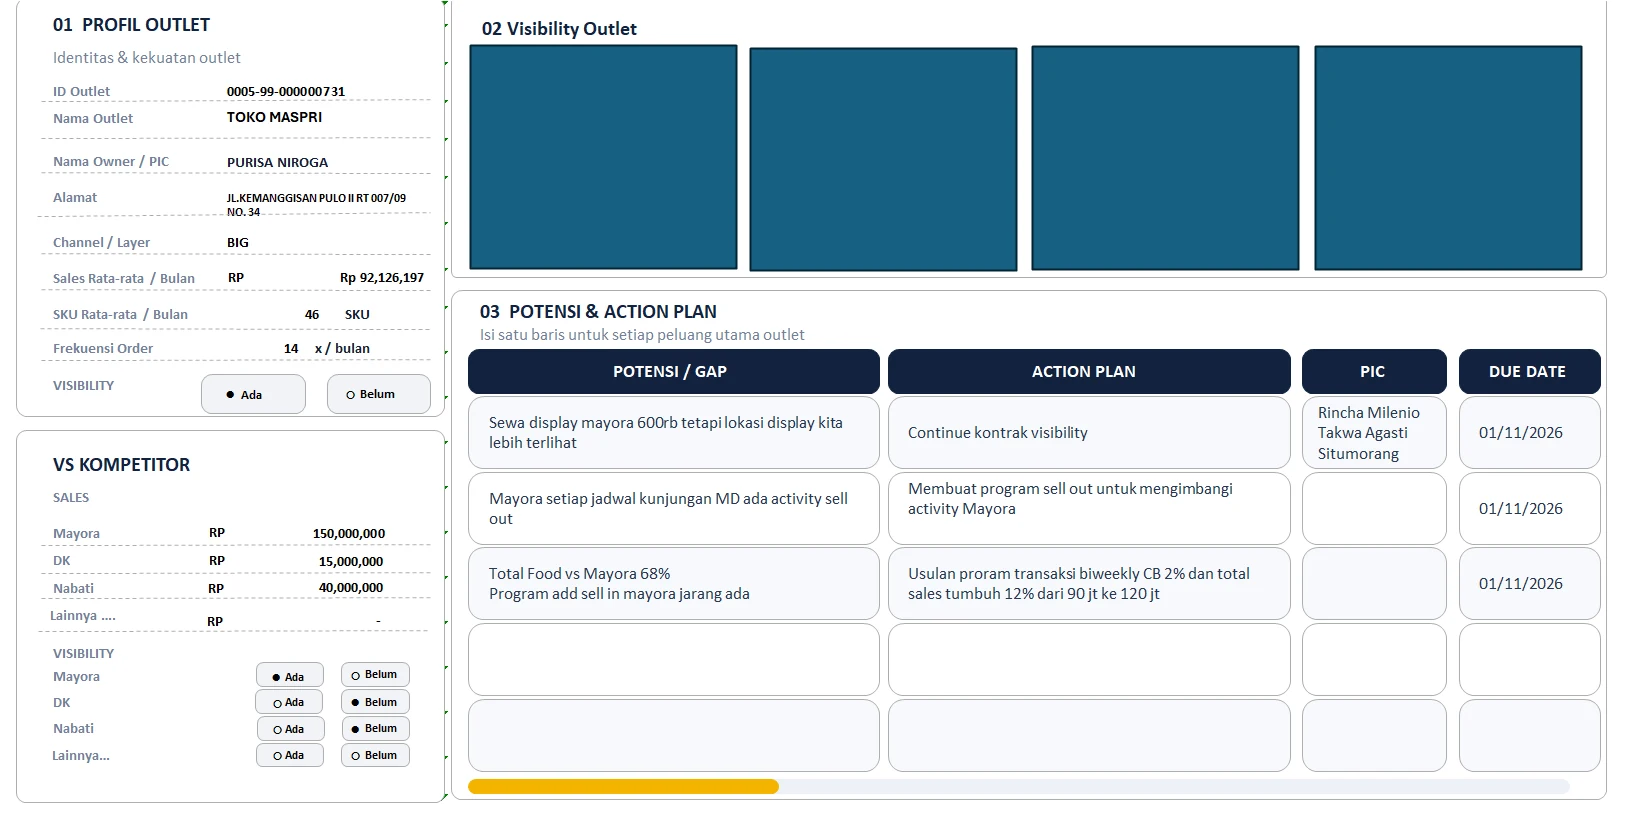 01 PROFIL OUTLET
Identitas & kekuatan outlet
ID Outlet 0005-99-000000731
Nama Outlet TOKO MASPRI
Nama Owner / PIC PURISA NIROGA
Alamat JL.KEMANGGISAN PULO II RT 007/09
NO. 34
Channel / Layer BIG
Sales Rata-rata / Bulan RP Rp 92,126,197
SKU Rata-rata / Bulan 46 SKU
Frekuensi Order 14 x / bulan
VISIBILITY ● Ada ○ Belum
VS KOMPETITOR
SALES
Mayora RP 150,000,000
DK RP 15,000,000
Nabati RP 40,000,000
Lainnya .... RP -
VISIBILITY
Mayora ● Ada ○ Belum
DK ○ Ada ● Belum
Nabati ○ Ada ● Belum
Lainnya... ○ Ada ○ Belum
02 Visibility Outlet
03 POTENSI & ACTION PLAN
Isi satu baris untuk setiap peluang utama outlet
POTENSI / GAP ACTION PLAN PIC DUE DATE
Sewa display mayora 600rb tetapi lokasi display kita
lebih terlihat
Continue kontrak visibility
Rincha Milenio
Takwa Agasti
Situmorang
01/11/2026
Mayora setiap jadwal kunjungan MD ada activity sell
out
Membuat program sell out untuk mengimbangi
activity Mayora
01/11/2026
Total Food vs Mayora 68%
Program add sell in mayora jarang ada
Usulan proram transaksi biweekly CB 2% dan total
sales tumbuh 12% dari 90 jt ke 120 jt
01/11/2026